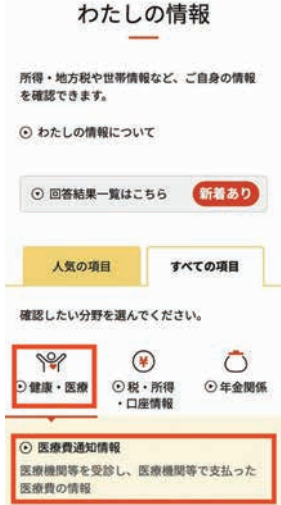 わたしの情報
所得・地方税や世帯情報など、ご自身の情報
を確認できます。
わたしの情報について
回答結果一覧はこちら 新着あり
人気の項目 すべての項目
確認したい分野を選んでください。
健康・医療 税・所得 年金関係
・口座情報
医療費通知情報
医療機関等を受診し、医療機関等で支払った
医療費の情報